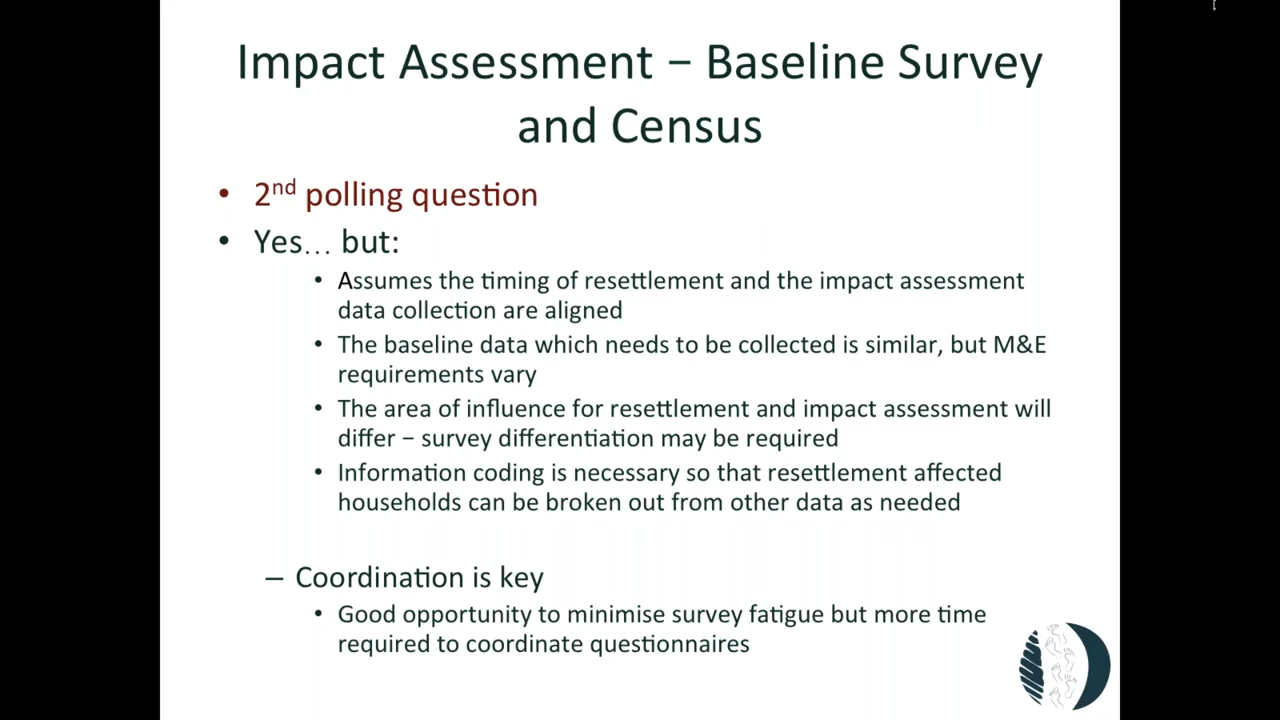 Impact Assessment – Baseline Survey
and Census
• 2nd polling question
• Yes… but:
• Assumes the timing of resettlement and the impact assessment
data collection are aligned
• The baseline data which needs to be collected is similar, but M&E
requirements vary
• The area of influence for resettlement and impact assessment will
differ – survey differentiation may be required
• Information coding is necessary so that resettlement affected
households can be broken out from other data as needed
– Coordination is key
• Good opportunity to minimise survey fatigue but more time
required to coordinate questionnaires